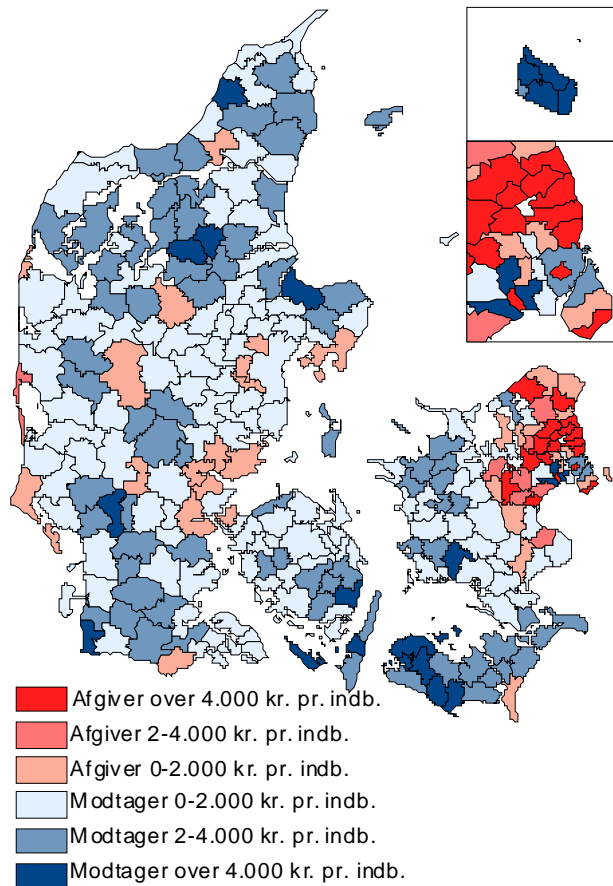 Afgiver over 4.000 kr. pr. indb.
Afgiver 2-4.000 kr. pr. indb.
Afgiver 0-2.000 kr. pr. indb.
Modtager 0-2.000 kr. pr. indb.
Modtager 2-4.000 kr. pr. indb.
Modtager over 4.000 kr. pr. indb.